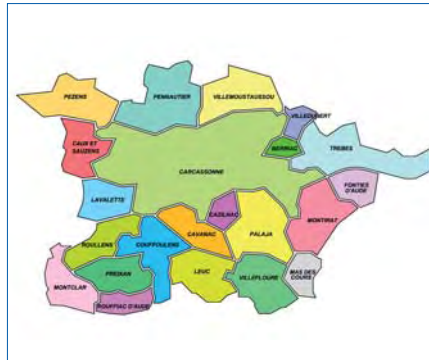 PEZENS
PENNAUTIER
VILLEMOUSTAUSSOU
VILLEDUBERT
CAUX ET
SAUZENS
BERRIAC
TREBES
CARCASSONNE
LAVALETTE
FONTIES
D'AUDE
CAZILHAC
MONTIRAT
ROULLENS
COUFFOULENS
CAVANAC
PALAJA
PREIXAN
LEUC
VILLEFLOURE
MAS DES
COURS
MONTCLAR
ROUFFIAC D'AUDE